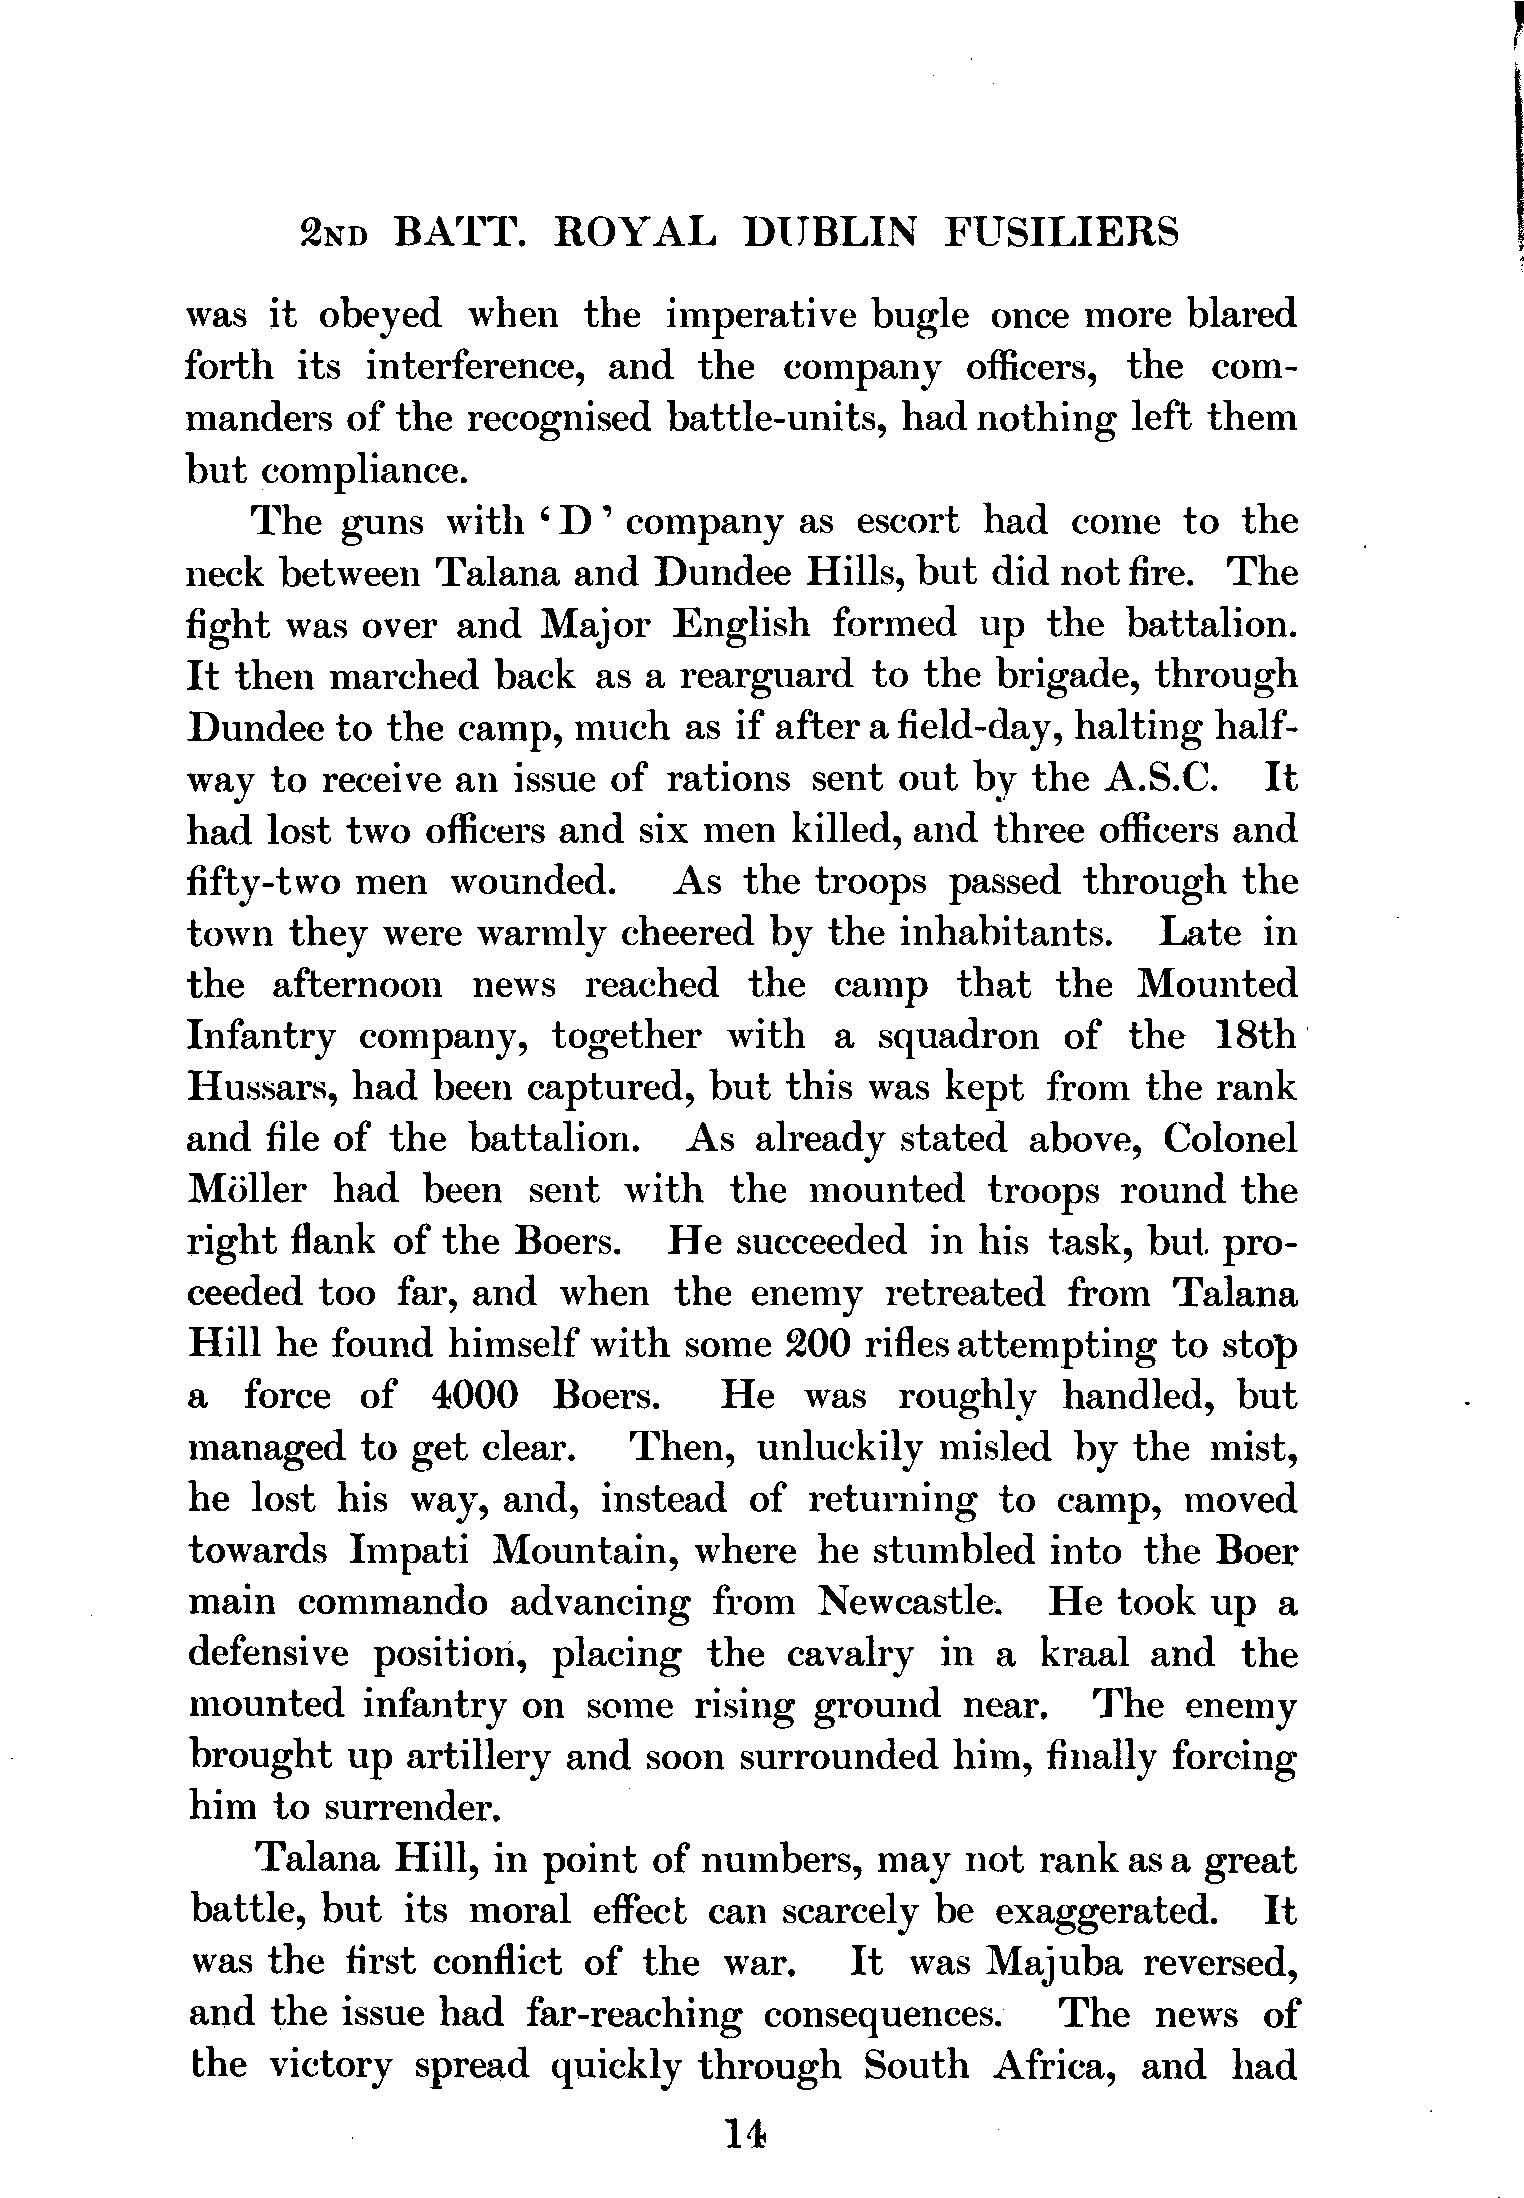 2ND BATT. ROYAL DUBLIN FUSILIERS
was it obeyed when the imperative bugle once more blared
forth its interference, and the company officers, the com-
manders of the recognised battle-units, had nothing left them
but compliance.
The guns with ‘D’ company as escort had come to the
neck between Talana and Dundee Hills, but did not fire. The
fight was over and Major English formed up the battalion.
It then marched back as a rearguard to the brigade, through
Dundee to the camp, much as if after a field-day, halting half-
way to receive an issue of rations sent out by the A.S.C. It
had lost two officers and six men killed, and three officers and
fifty-two men wounded. As the troops passed through the
town they were warmly cheered by the inhabitants. Late in
the afternoon news reached the camp that the Mounted
Infantry company, together with a squadron of the 18th
Hussars, had been captured, but this was kept from the rank
and file of the battalion. As already stated above, Colonel
Möller had been sent with the mounted troops round the
right flank of the Boers. He succeeded in his task, but pro-
ceeded too far, and when the enemy retreated from Talana
Hill he found himself with some 200 rifles attempting to stop
a force of 4000 Boers. He was roughly handled, but
managed to get clear. Then, unluckily misled by the mist,
he lost his way, and, instead of returning to camp, moved
towards Impati Mountain, where he stumbled into the Boer
main commando advancing from Newcastle. He took up a
defensive position, placing the cavalry in a kraal and the
mounted infantry on some rising ground near. The enemy
brought up artillery and soon surrounded him, finally forcing
him to surrender.
Talana Hill, in point of numbers, may not rank as a great
battle, but its moral effect can scarcely be exaggerated. It
was the first conflict of the war. It was Majuba reversed,
and the issue had far-reaching consequences. The news of
the victory spread quickly through South Africa, and had
14